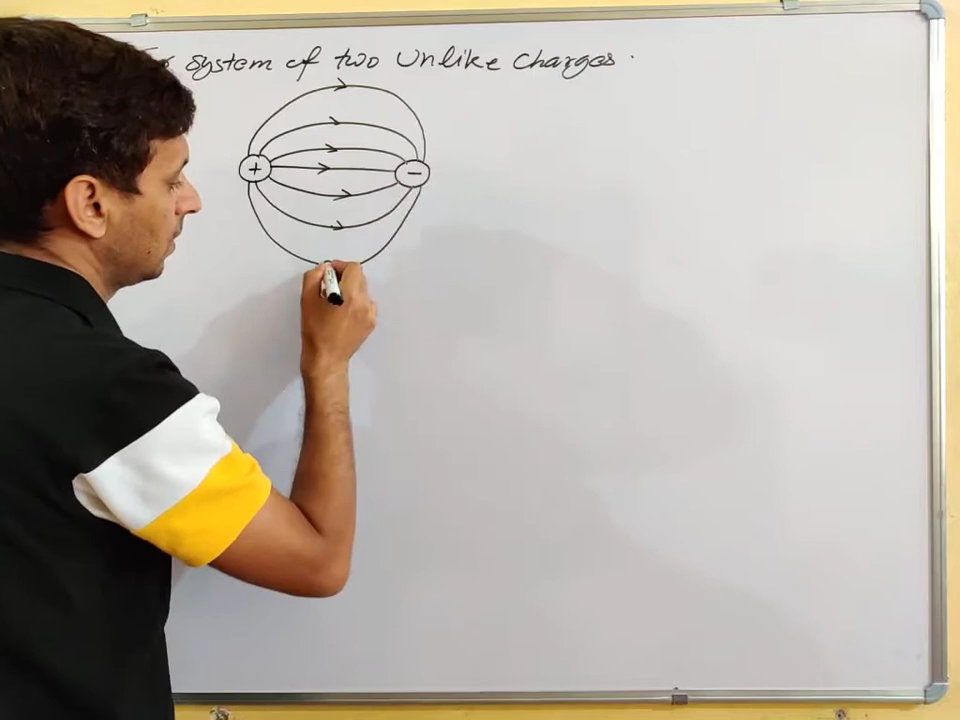 system of two Unlike Charges.
+ −